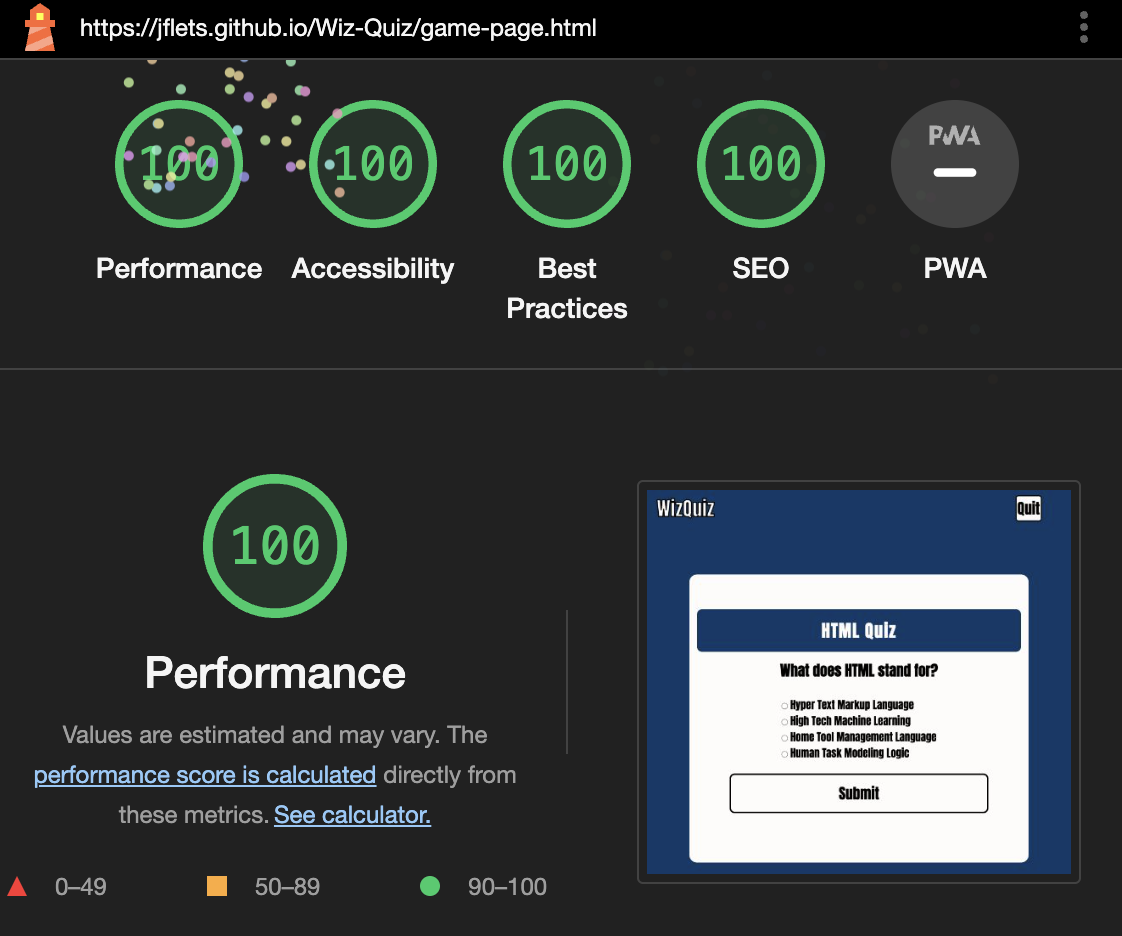 https://jflets.github.io/Wiz-Quiz/game-page.html
100 100 100 100 PWA
Performance Accessibility Best Practices SEO PWA
100
Performance
Values are estimated and may vary. The
performance score is calculated directly from
these metrics. See calculator.
0–49 50–89 90–100
WizQuiz Quit
HTML Quiz
What does HTML stand for?
Hyper Text Markup Language
High Tech Machine Learning
Home Tool Management Language
Human Task Modeling Logic
Submit